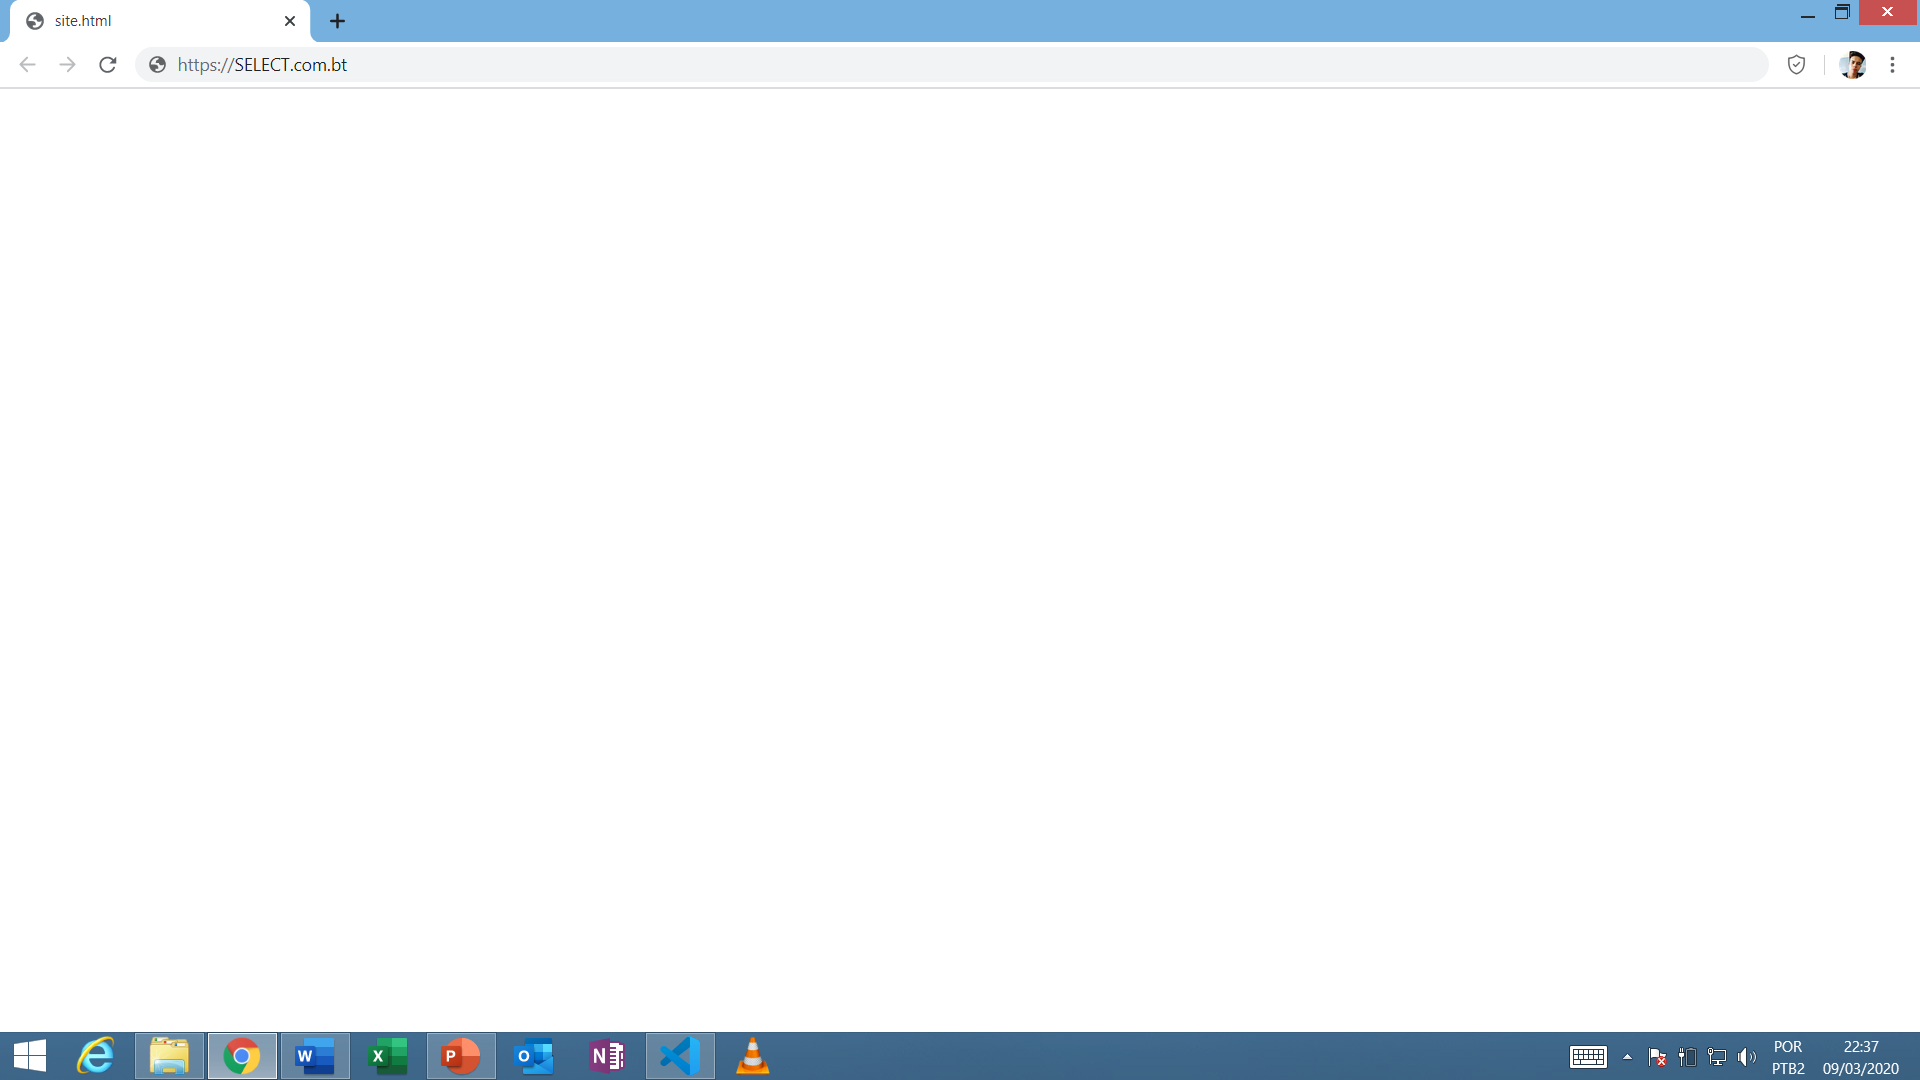 site.html
https://SELECT.com.bt
W
X
P
O
N
POR
PTB2
22:37
09/03/2020